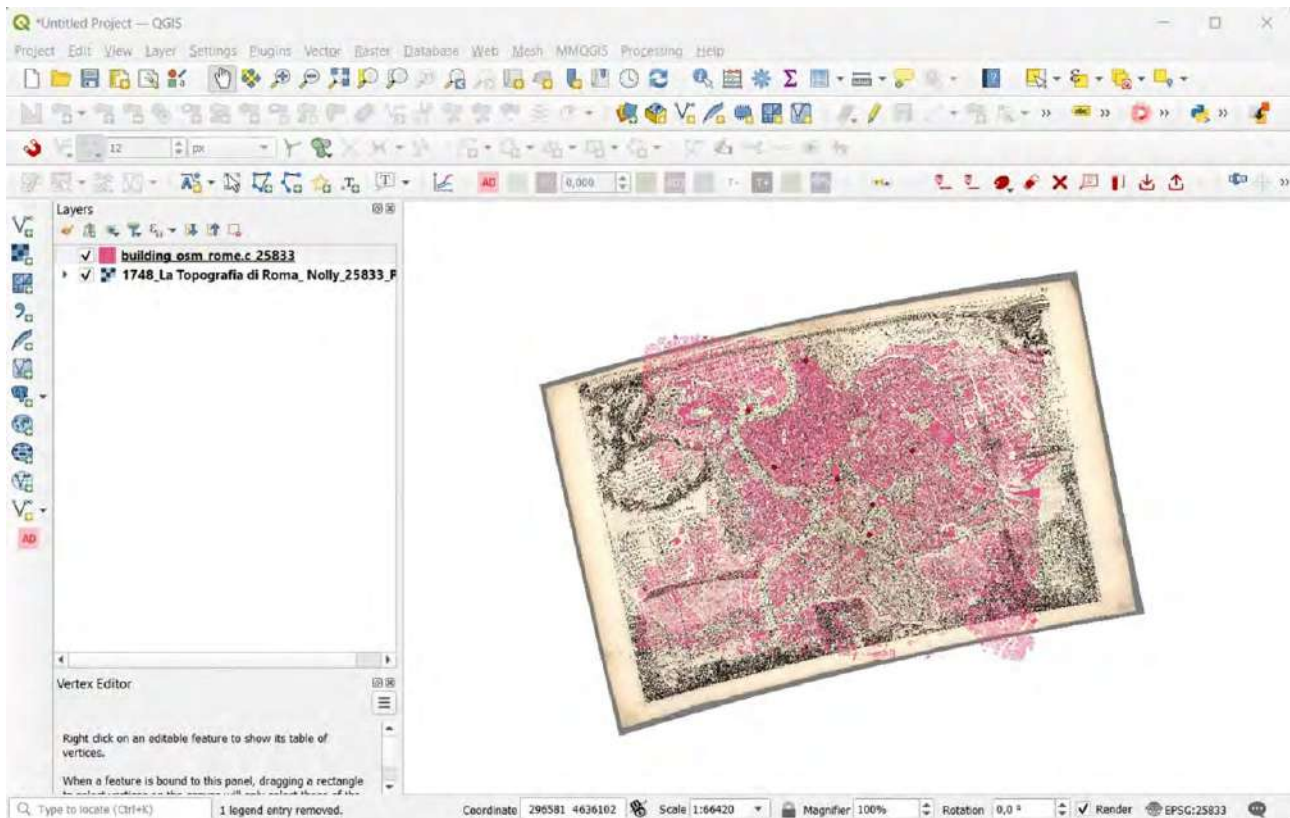 *Untitled Project — QGIS
Project Edit View Layer Settings Plugins Vector Raster Database Web Mesh MMQGIS Processing Help
12 px
AD 0,000
Layers
building osm rome.c 25833
1748_La Topografia di Roma_ Nolly_25833_F
AD
Vertex Editor
Right click on an editable feature to show its table of
vertices.
When a feature is bound to this panel, dragging a rectangle
Type to locate (Ctrl+K) 1 legend entry removed. Coordinate 296581 4636102 Scale 1:66420 Magnifier 100% Rotation 0,0 ° Render EPSG:25833